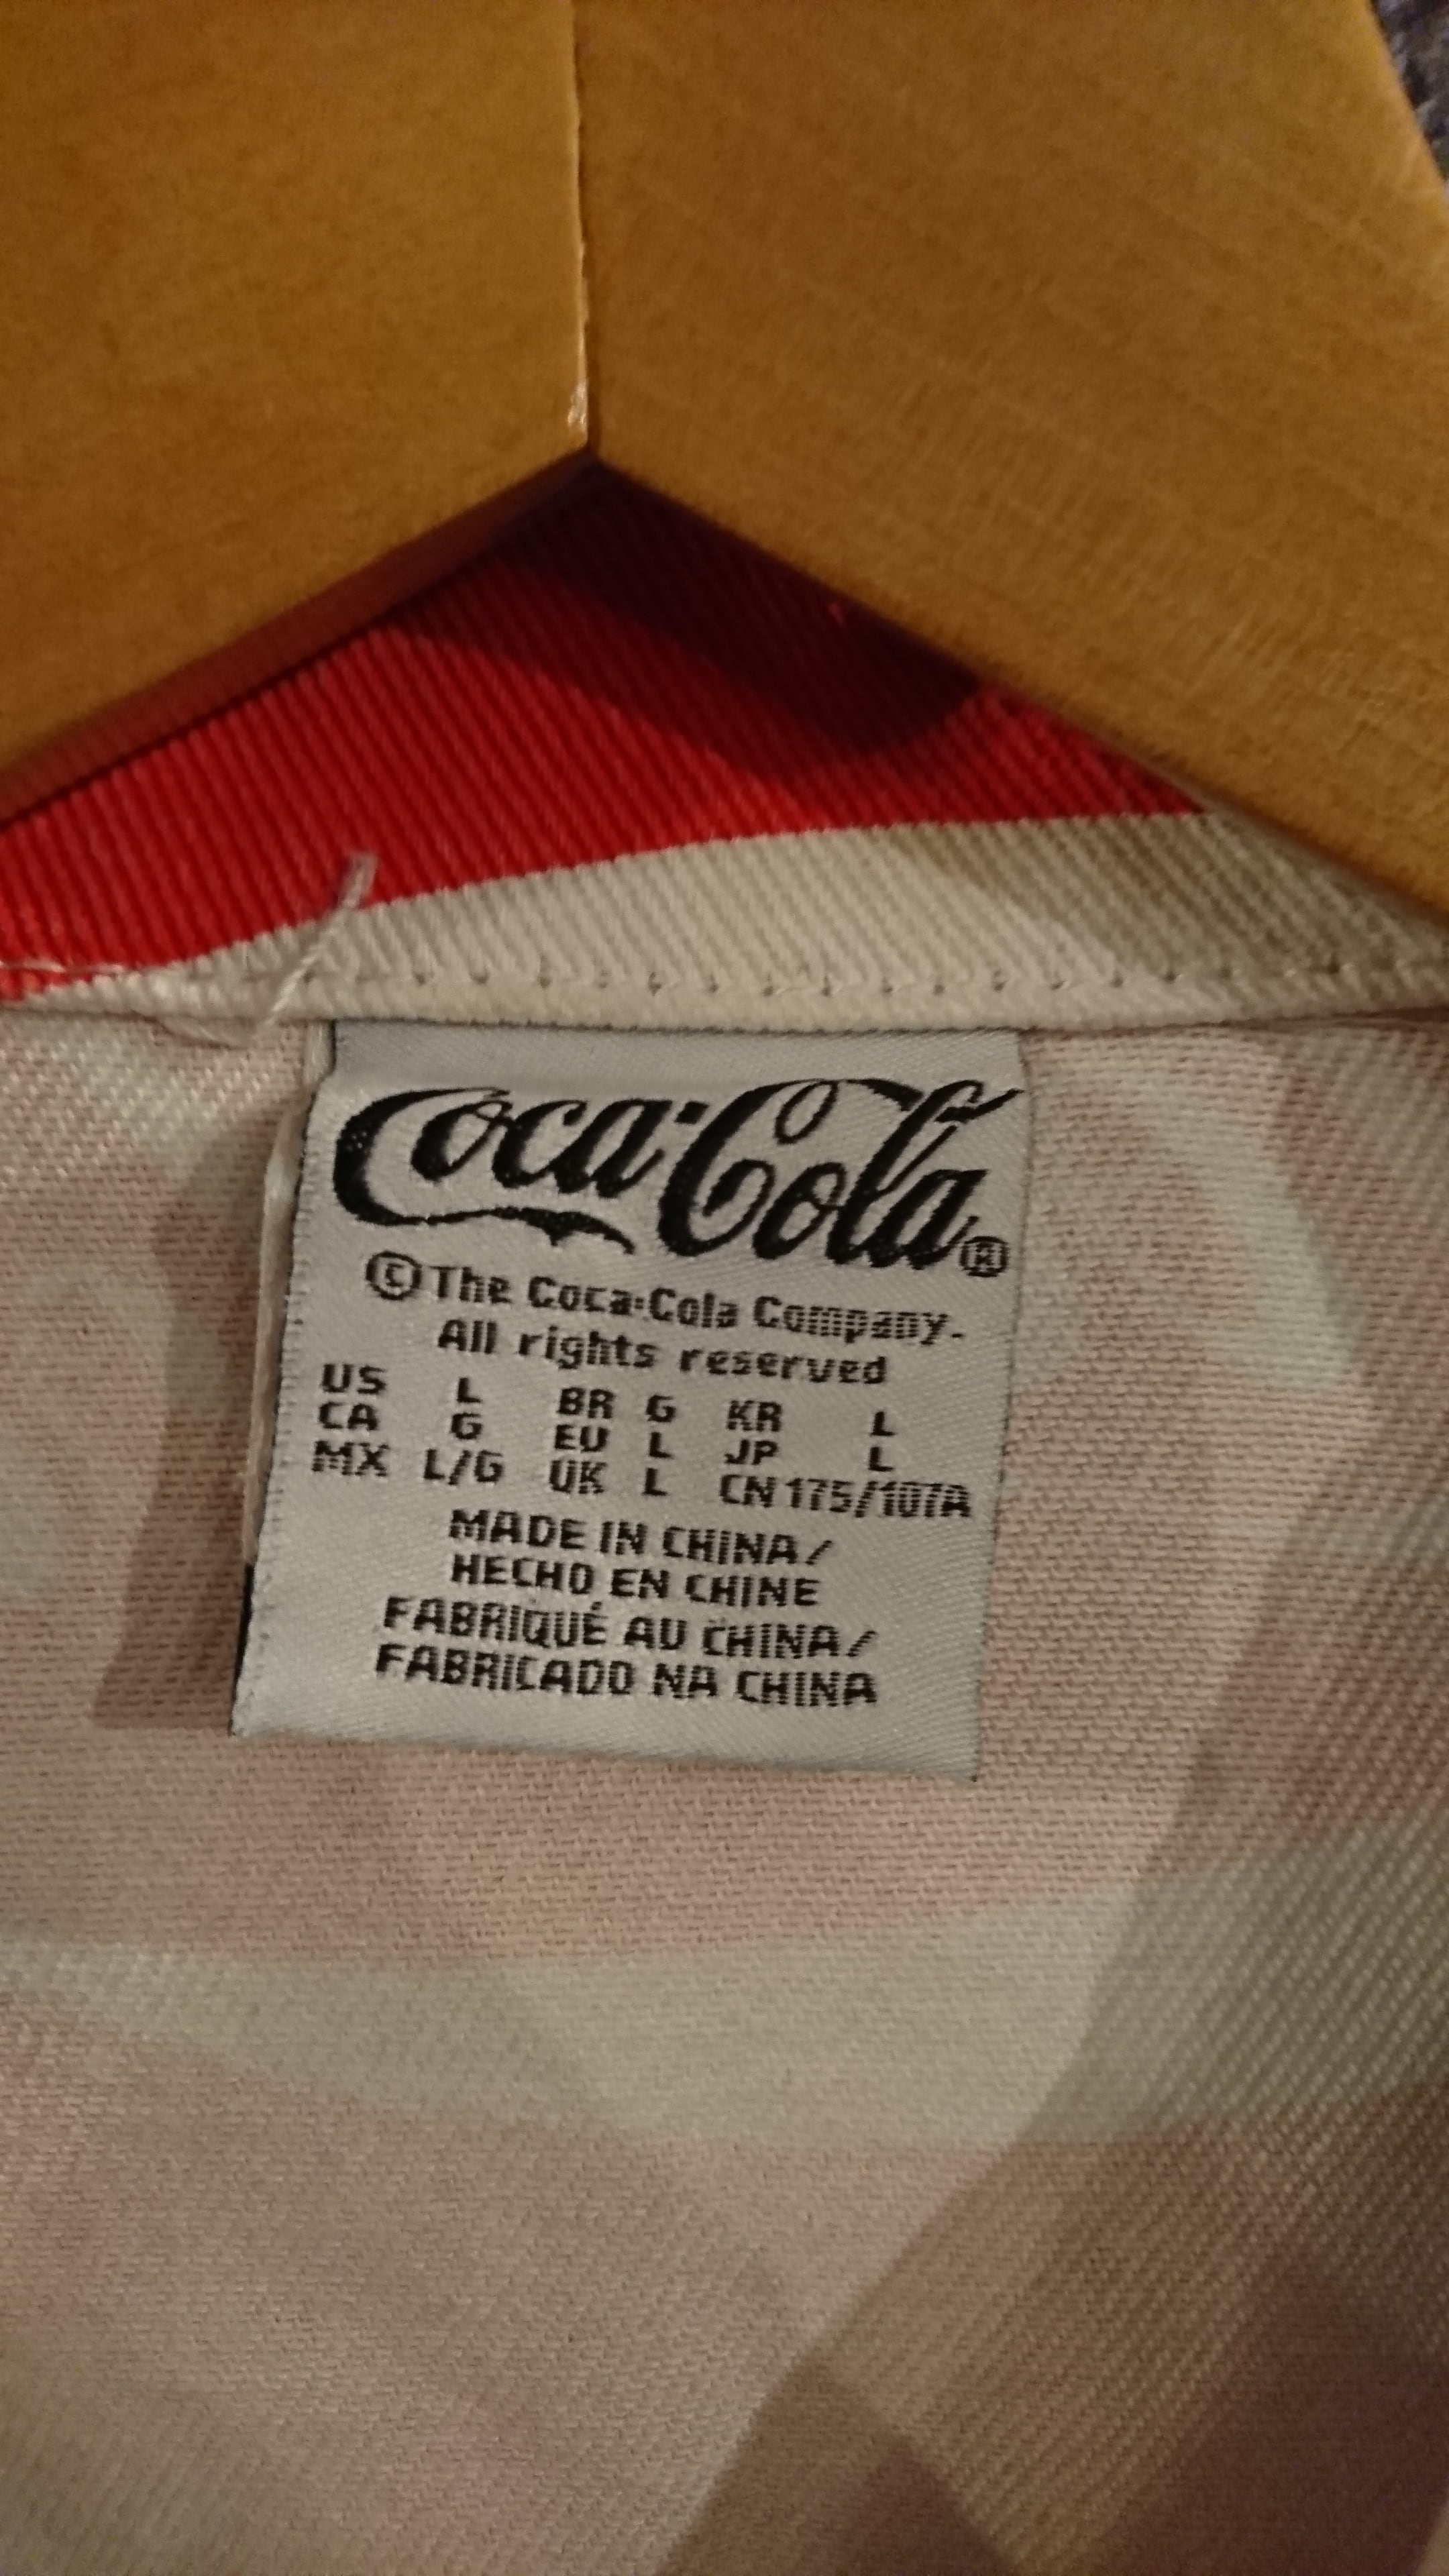 Coca-Cola®
© The Coca-Cola Company.
All rights reserved
US L BR G KR L
CA G EU L JP L
MX L/G UK L CN 175/107A
MADE IN CHINA/
HECHO EN CHINE
FABRIQUÉ AU CHINA/
FABRICADO NA CHINA